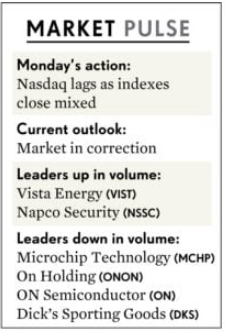 MARKET PULSE
Monday's action:
Nasdaq lags as indexes
close mixed
Current outlook:
Market in correction
Leaders up in volume:
Vista Energy (VIST)
Napco Security (NSSC)
Leaders down in volume:
Microchip Technology (MCHP)
On Holding (ONON)
ON Semiconductor (ON)
Dick's Sporting Goods (DKS)